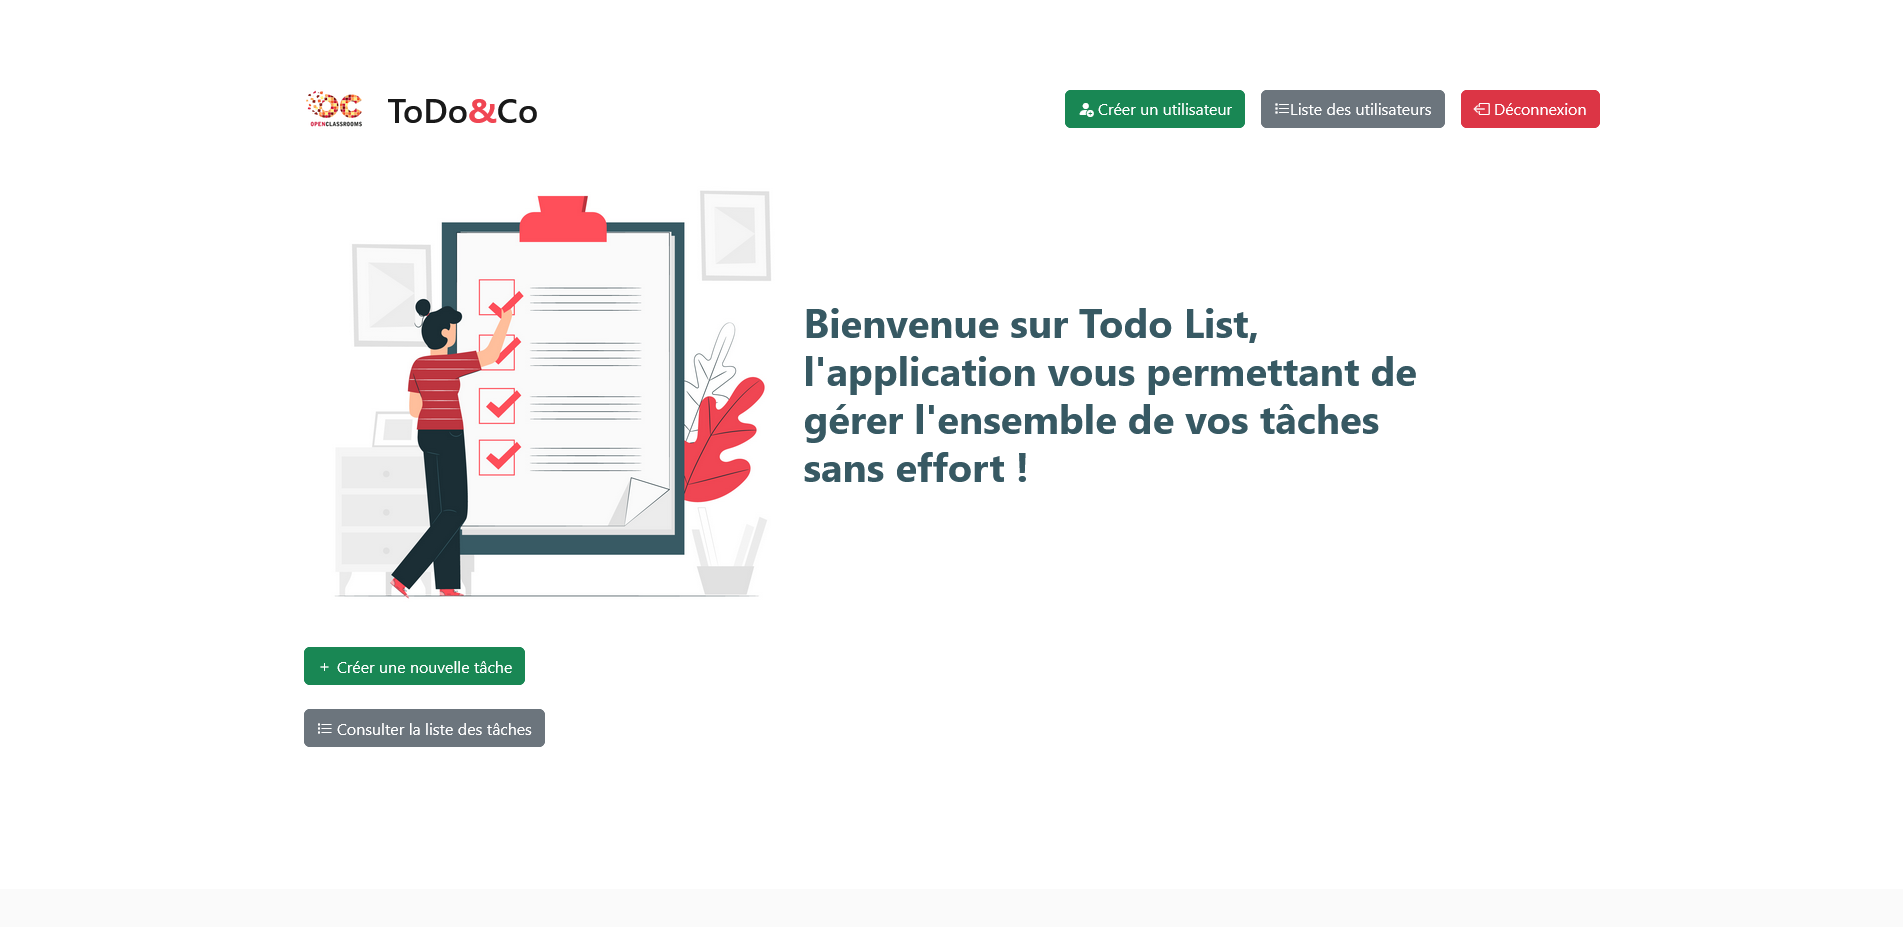 OPENCLASSROOMS
ToDo&Co
Créer un utilisateur
Liste des utilisateurs
Déconnexion
Bienvenue sur Todo List,
l'application vous permettant de
gérer l'ensemble de vos tâches
sans effort !
+ Créer une nouvelle tâche
Consulter la liste des tâches